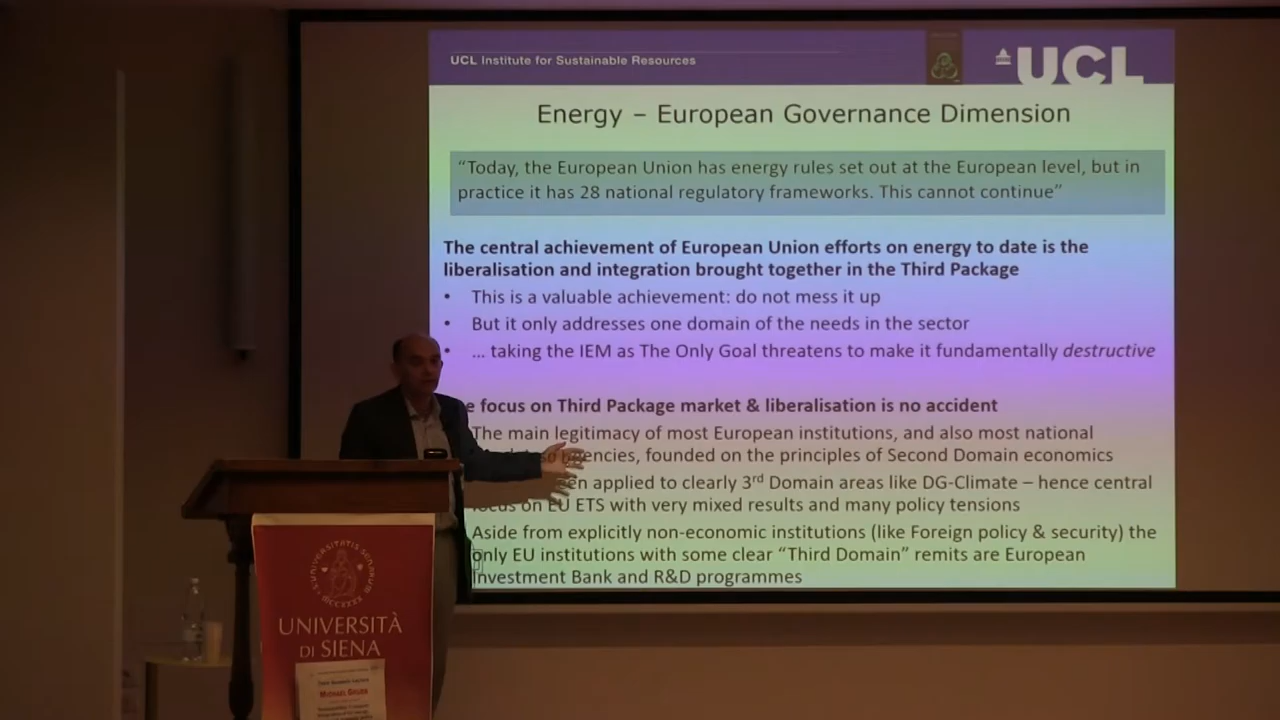 UCL Institute for Sustainable Resources
UCL
Energy – European Governance Dimension
“Today, the European Union has energy rules set out at the European level, but in
practice it has 28 national regulatory frameworks. This cannot continue”
The central achievement of European Union efforts on energy to date is the
liberalisation and integration brought together in the Third Package
• This is a valuable achievement: do not mess it up
• But it only addresses one domain of the needs in the sector
• ... taking the IEM as The Only Goal threatens to make it fundamentally destructive
focus on Third Package market & liberalisation is no accident
The main legitimacy of most European institutions, and also most national
founded on the principles of Second Domain economics
applied to clearly 3rd Domain areas like DG-Climate – hence central
on EU ETS with very mixed results and many policy tensions
Aside from explicitly non-economic institutions (like Foreign policy & security) the
only EU institutions with some clear “Third Domain” remits are European
Investment Bank and R&D programmes
UNIVERSITÀ
DI SIENA
MICHAEL GRUBB